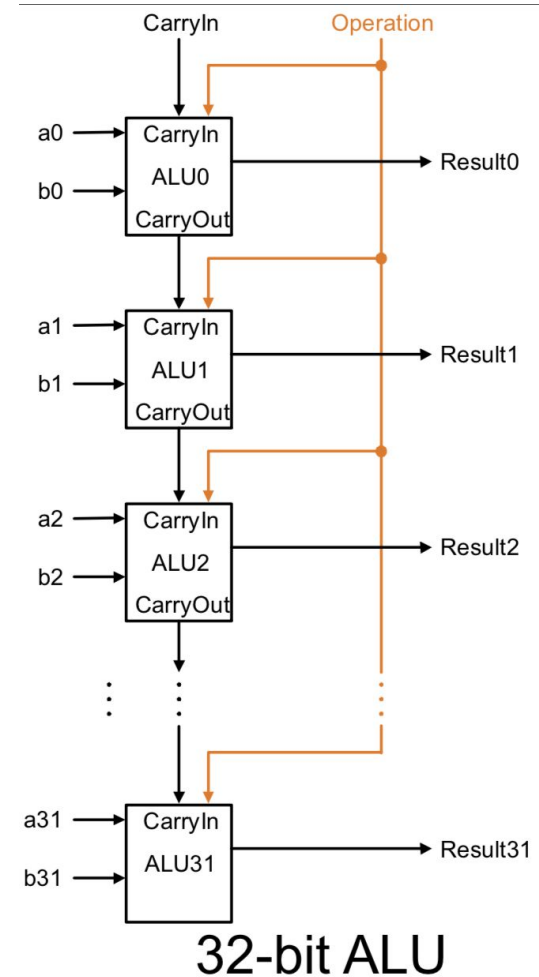 CarryIn Operation
a0 CarryIn
ALU0 Result0
b0
CarryOut
a1 CarryIn
ALU1 Result1
b1
CarryOut
a2 CarryIn
ALU2 Result2
b2
CarryOut
a31 CarryIn
ALU31 Result31
b31
32-bit ALU